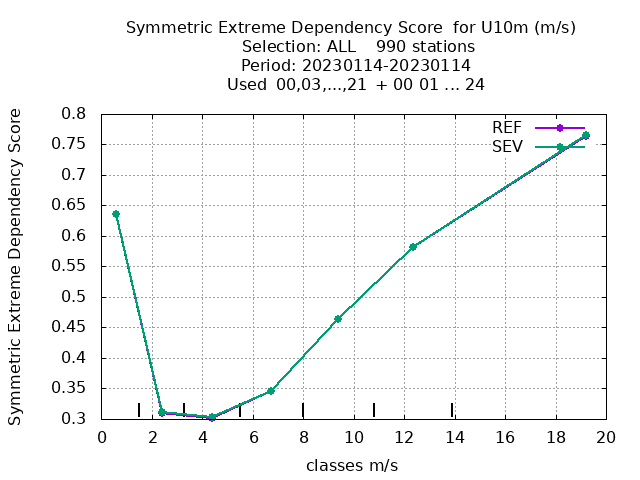 Symmetric Extreme Dependency Score  for U10m (m/s)
Selection: ALL    990 stations
Period: 20230114-20230114
Used  00,03,...,21  + 00 01 ... 24
Symmetric Extreme Dependency Score
REF
SEV
0.8
0.75
0.7
0.65
0.6
0.55
0.5
0.45
0.4
0.35
0.3
0 2 4 6 8 10 12 14 16 18 20
classes m/s